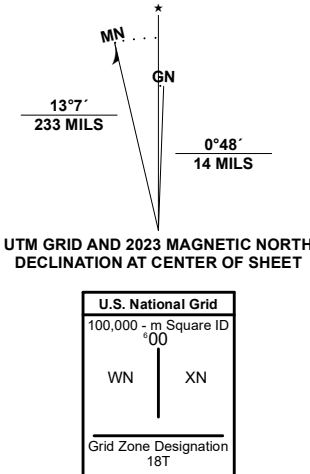 ★
MN
GN
13°7´
233 MILS
0°48´
14 MILS
UTM GRID AND 2023 MAGNETIC NORTH
DECLINATION AT CENTER OF SHEET
U.S. National Grid
100,000 - m Square ID
⁶00
WN XN
Grid Zone Designation
18T